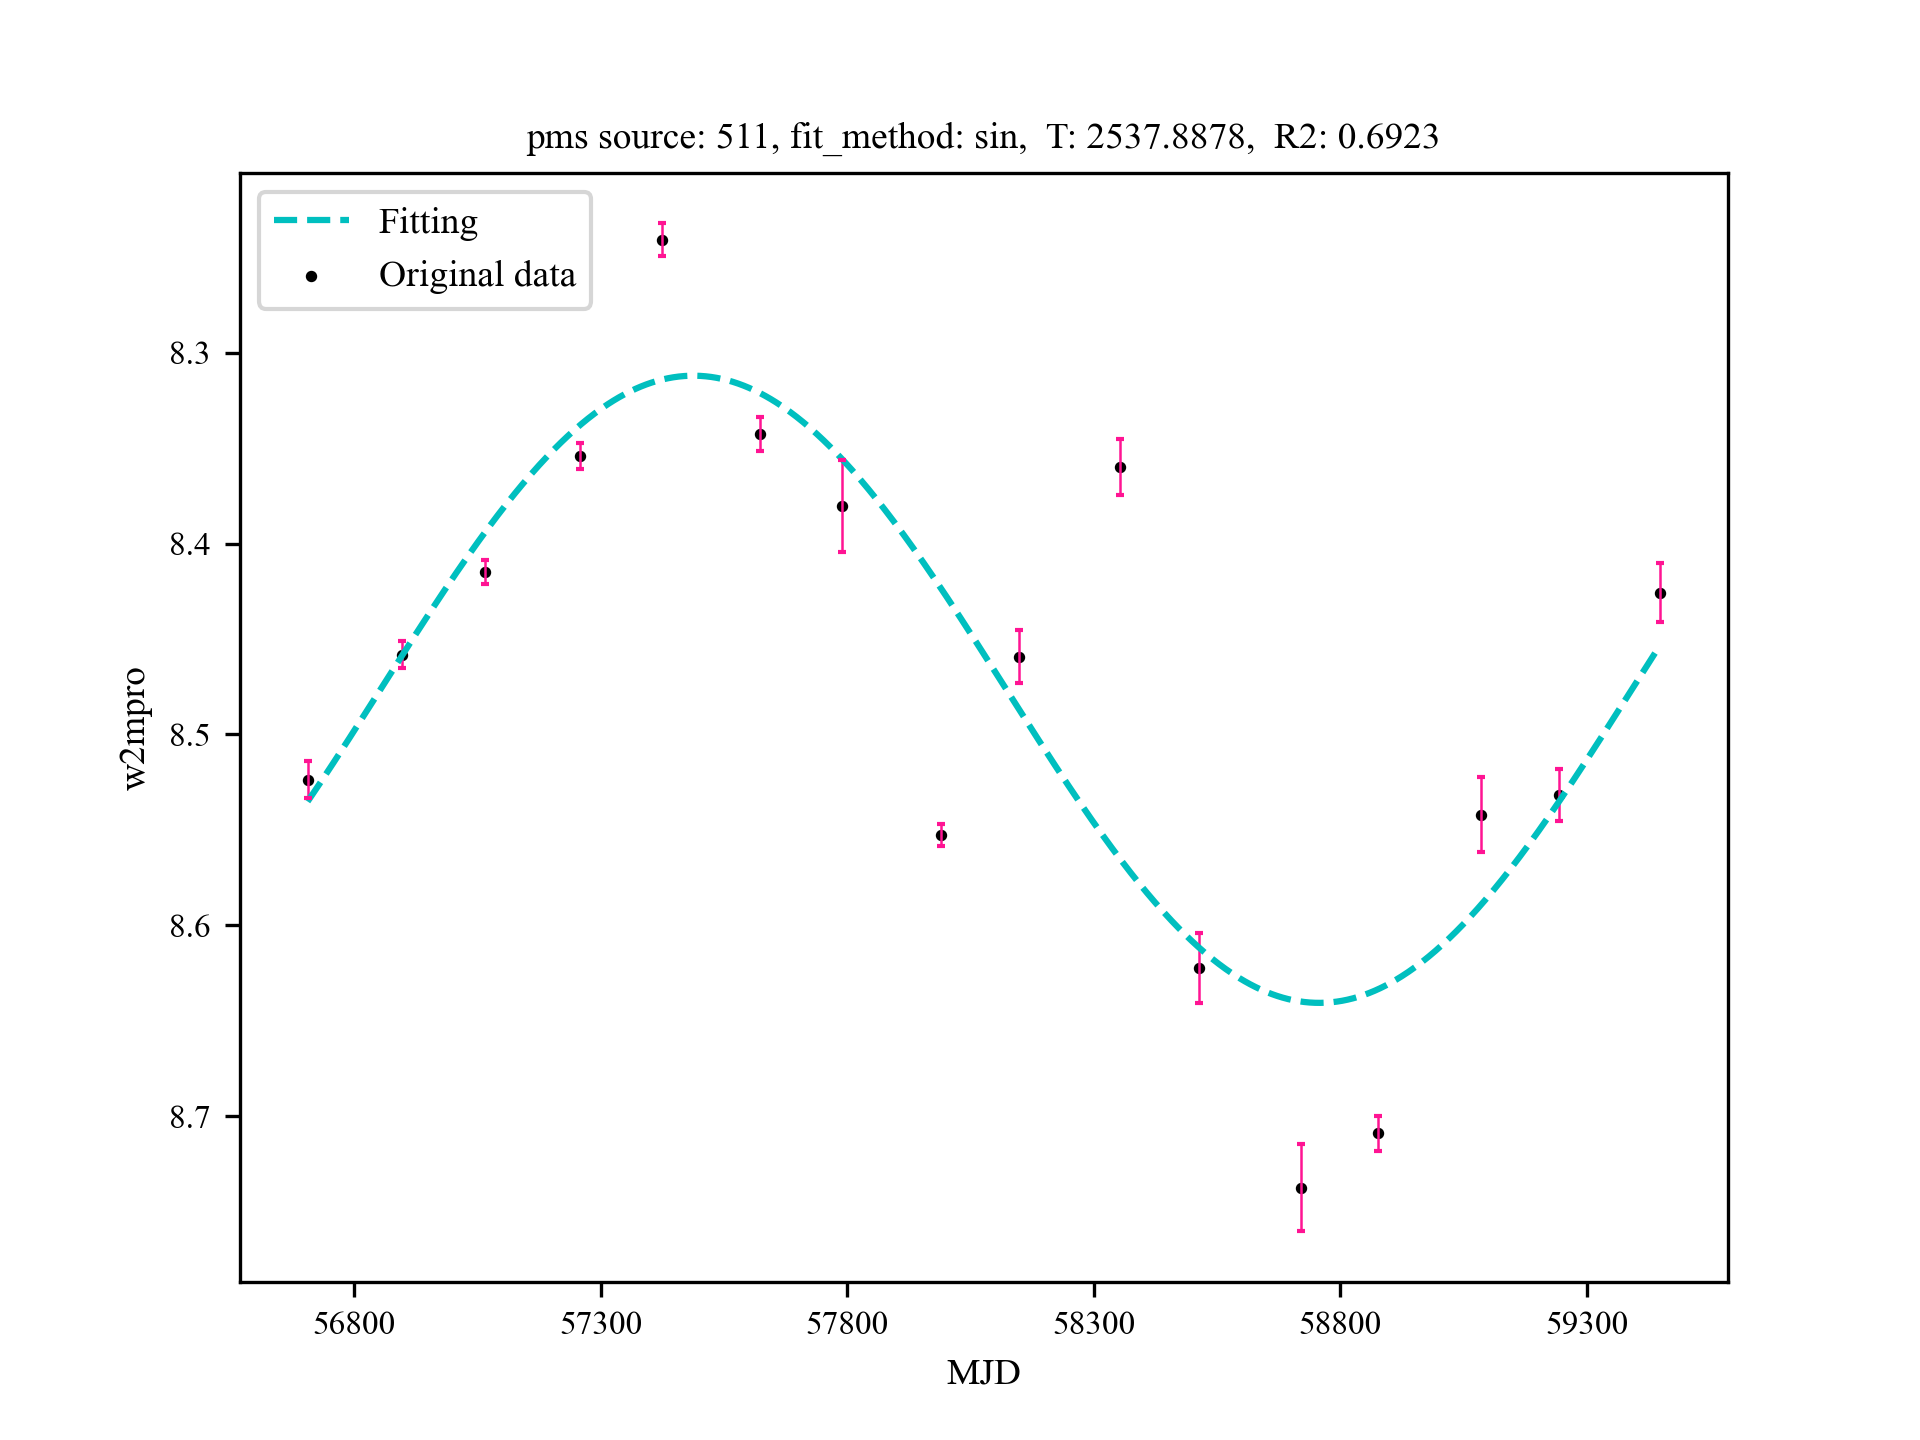 pms source: 511, fit_method: sin, T: 2537.8878, R2: 0.6923
Fitting
Original data
8.3
8.4
8.5
8.6
8.7
w2mpro
56800 57300 57800 58300 58800 59300
MJD